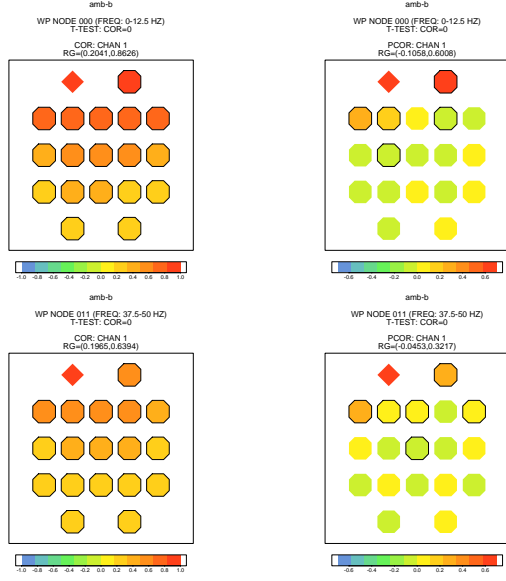 amb-b
WP NODE 000 (FREQ: 0-12.5 HZ)
T-TEST: COR=0
COR: CHAN 1
RG=(0.2041,0.8626)
-1.0 -0.8 -0.6 -0.4 -0.2 0.0 0.2 0.4 0.6 0.8 1.0
amb-b
WP NODE 000 (FREQ: 0-12.5 HZ)
T-TEST: COR=0
PCOR: CHAN 1
RG=(-0.1058,0.6008)
-0.6 -0.4 -0.2 0.0 0.2 0.4 0.6
amb-b
WP NODE 011 (FREQ: 37.5-50 HZ)
T-TEST: COR=0
COR: CHAN 1
RG=(0.1965,0.6394)
-1.0 -0.8 -0.6 -0.4 -0.2 0.0 0.2 0.4 0.6 0.8 1.0
amb-b
WP NODE 011 (FREQ: 37.5-50 HZ)
T-TEST: COR=0
PCOR: CHAN 1
RG=(-0.0453,0.3217)
-0.6 -0.4 -0.2 0.0 0.2 0.4 0.6